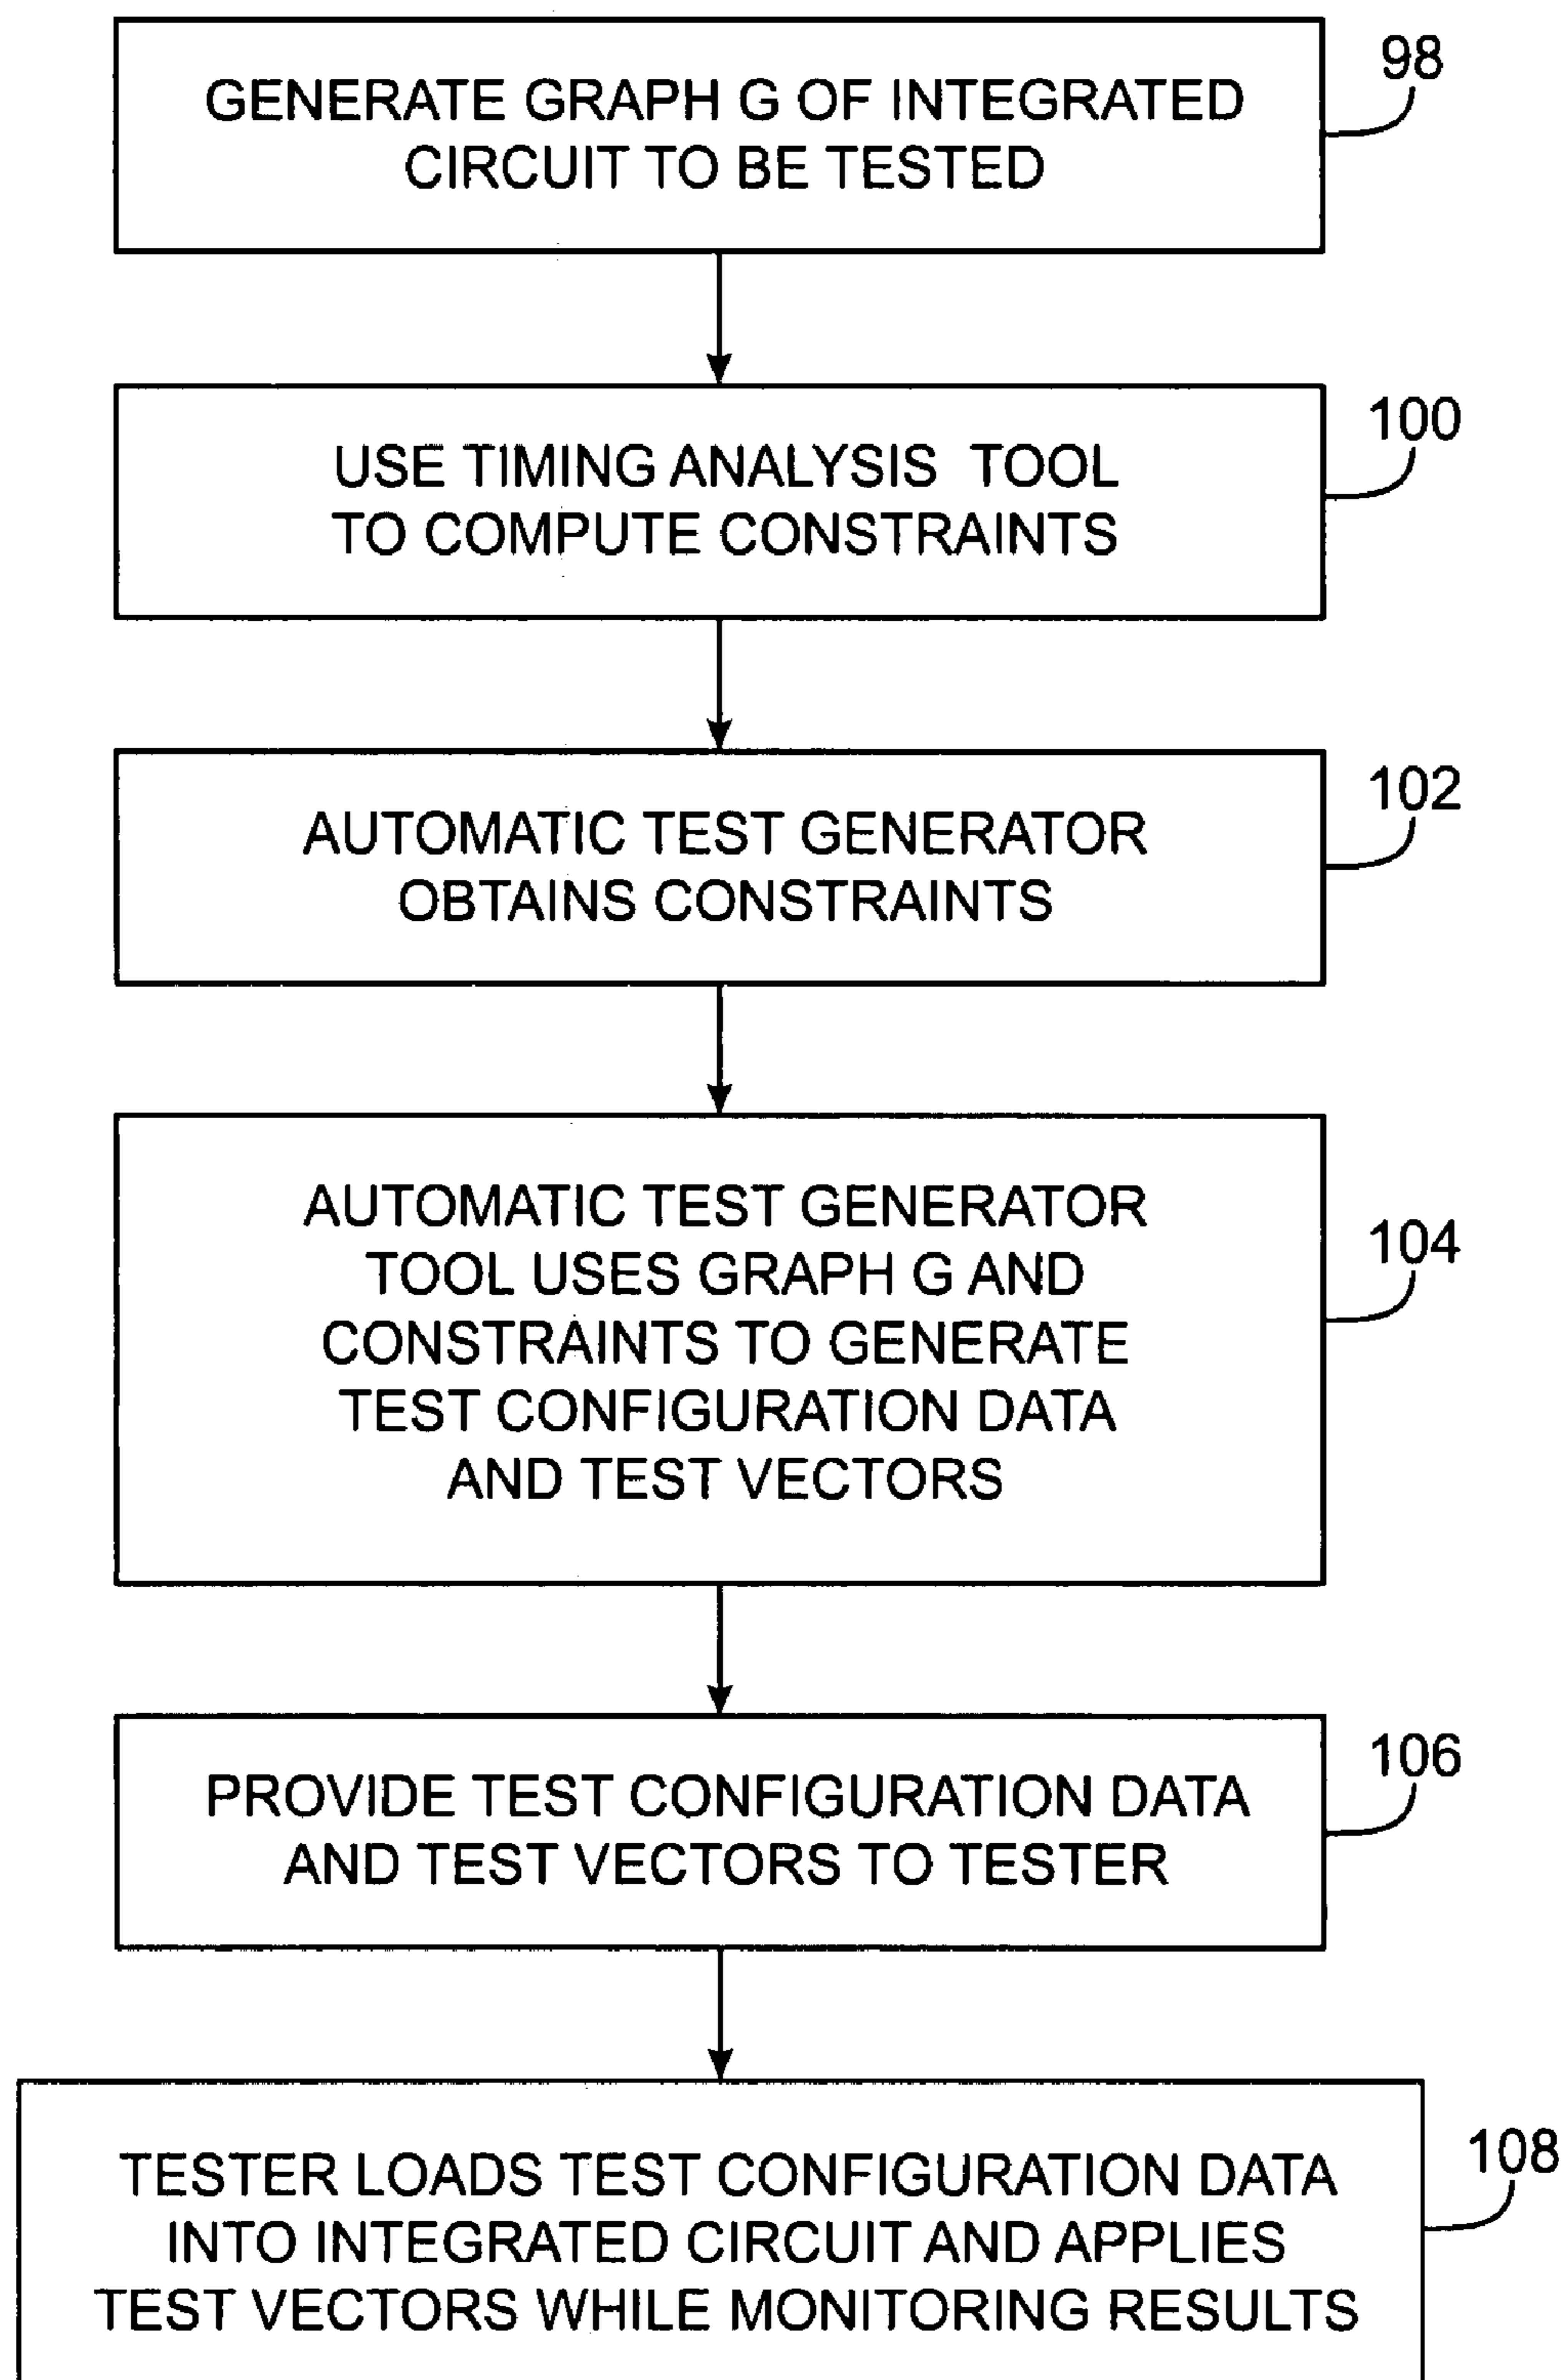 GENERATE GRAPH G OF INTEGRATED
CIRCUIT TO BE TESTED
98
USE TIMING ANALYSIS TOOL
TO COMPUTE CONSTRAINTS
100
AUTOMATIC TEST GENERATOR
OBTAINS CONSTRAINTS
102
AUTOMATIC TEST GENERATOR
TOOL USES GRAPH G AND
CONSTRAINTS TO GENERATE
TEST CONFIGURATION DATA
AND TEST VECTORS
104
PROVIDE TEST CONFIGURATION DATA
AND TEST VECTORS TO TESTER
106
TESTER LOADS TEST CONFIGURATION DATA
INTO INTEGRATED CIRCUIT AND APPLIES
TEST VECTORS WHILE MONITORING RESULTS
108